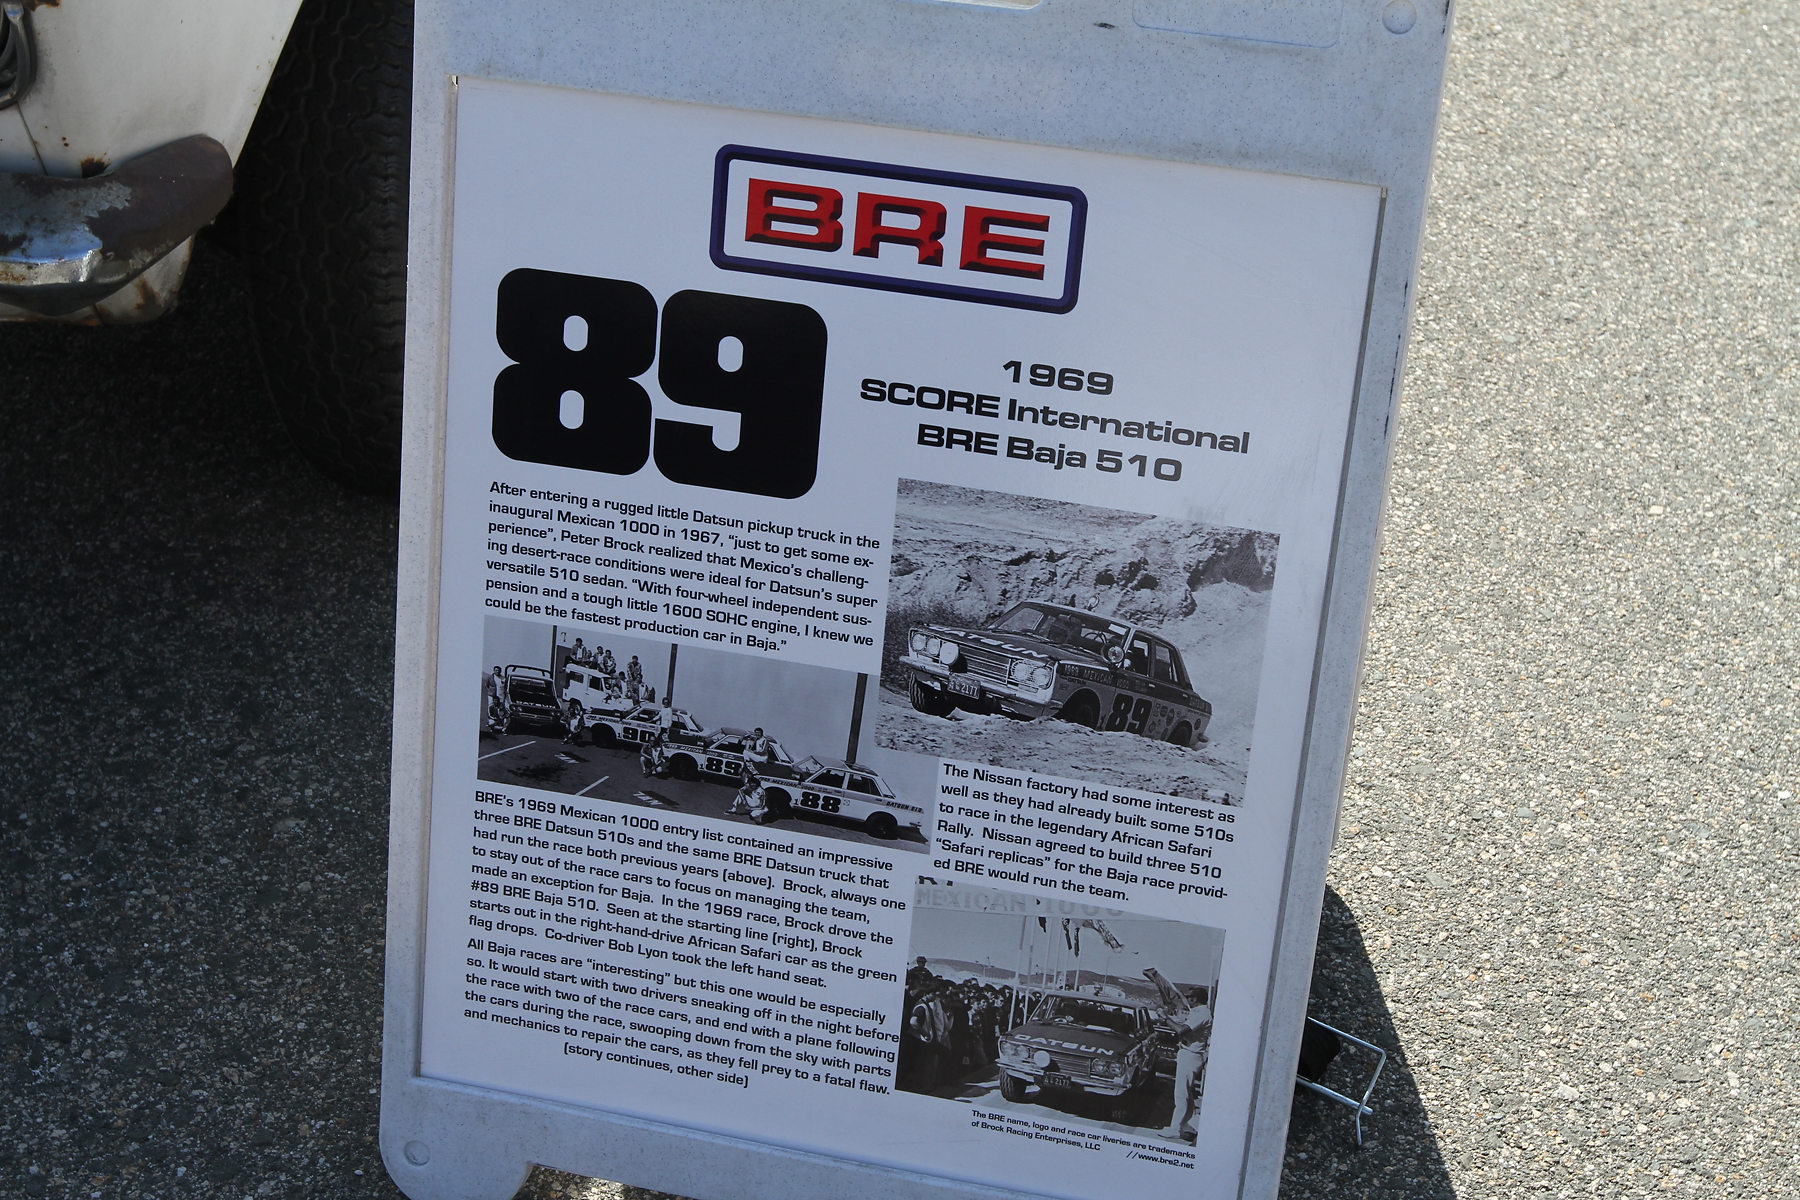 BRE
89
1969
SCORE International
BRE Baja 510
After entering a rugged little Datsun pickup truck in the
inaugural Mexican 1000 in 1967, “just to get some ex-
perience”, Peter Brock realized that Mexico’s challeng-
ing desert-race conditions were ideal for Datsun’s super
versatile 510 sedan. “With four-wheel independent sus-
pension and a tough little 1600 SOHC engine, I knew we
could be the fastest production car in Baja.”
DATSUN
1969 MEXICAN 1000
89
2177
90
89
88
DATSUN 510
The Nissan factory had some interest as
well as they had already built some 510s
to race in the legendary African Safari
Rally. Nissan agreed to build three 510
“Safari replicas” for the Baja race provid-
ed BRE would run the team.
BRE’s 1969 Mexican 1000 entry list contained an impressive
three BRE Datsun 510s and the same BRE Datsun truck that
had run the race both previous years (above). Brock, always one
to stay out of the race cars to focus on managing the team,
made an exception for Baja. In the 1969 race, Brock drove the
#89 BRE Baja 510. Seen at the starting line (right), Brock
starts out in the right-hand-drive African Safari car as the green
flag drops. Co-driver Bob Lyon took the left hand seat.
All Baja races are “interesting” but this one would be especially
so. It would start with two drivers sneaking off in the night before
the race with two of the race cars, and end with a plane following
the cars during the race, swooping down from the sky with parts
and mechanics to repair the cars, as they fell prey to a fatal flaw.
(story continues, other side)
MEXICAN 1000
DATSUN
2177
The BRE name, logo and race car liveries are trademarks
of Brock Racing Enterprises, LLC
//www.bre2.net